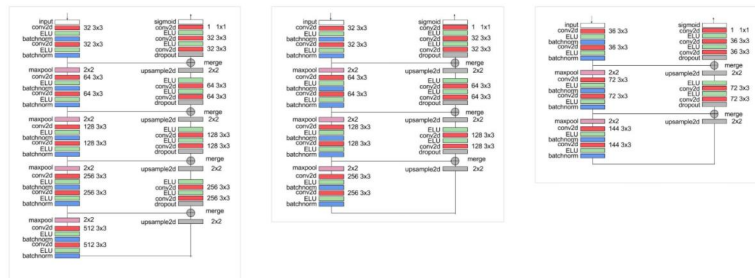 input
conv2d 32 3x3
ELU
batchnorm
conv2d 32 3x3
ELU
batchnorm
maxpool 2x2
conv2d 64 3x3
ELU
batchnorm
conv2d 64 3x3
ELU
batchnorm
maxpool 2x2
conv2d 128 3x3
ELU
batchnorm
conv2d 128 3x3
ELU
batchnorm
maxpool 2x2
conv2d 256 3x3
ELU
batchnorm
conv2d 256 3x3
ELU
batchnorm
maxpool 2x2
conv2d 512 3x3
ELU
batchnorm
conv2d 512 3x3
ELU
batchnorm
sigmoid
conv2d 1 1x1
ELU
conv2d 32 3x3
ELU
conv2d 32 3x3
dropout
merge
upsample2d 2x2
ELU
conv2d 64 3x3
ELU
conv2d 64 3x3
dropout
merge
upsample2d 2x2
ELU
conv2d 128 3x3
ELU
conv2d 128 3x3
dropout
merge
upsample2d 2x2
ELU
conv2d 256 3x3
ELU
conv2d 256 3x3
dropout
merge
upsample2d 2x2
input
conv2d 32 3x3
ELU
batchnorm
conv2d 32 3x3
ELU
batchnorm
maxpool 2x2
conv2d 64 3x3
ELU
batchnorm
conv2d 64 3x3
ELU
batchnorm
maxpool 2x2
conv2d 128 3x3
ELU
batchnorm
conv2d 128 3x3
ELU
batchnorm
maxpool 2x2
conv2d 256 3x3
ELU
batchnorm
conv2d 256 3x3
ELU
batchnorm
sigmoid
conv2d 1 1x1
ELU
conv2d 32 3x3
ELU
conv2d 32 3x3
dropout
merge
upsample2d 2x2
ELU
conv2d 64 3x3
ELU
conv2d 64 3x3
dropout
merge
upsample2d 2x2
ELU
conv2d 128 3x3
ELU
conv2d 128 3x3
dropout
merge
upsample2d 2x2
input
conv2d 36 3x3
ELU
batchnorm
conv2d 36 3x3
ELU
batchnorm
maxpool 2x2
conv2d 72 3x3
ELU
batchnorm
conv2d 72 3x3
ELU
batchnorm
maxpool 2x2
conv2d 144 3x3
ELU
batchnorm
conv2d 144 3x3
ELU
batchnorm
sigmoid
conv2d 1 1x1
ELU
conv2d 36 3x3
ELU
conv2d 36 3x3
dropout
merge
upsample2d 2x2
ELU
conv2d 72 3x3
ELU
conv2d 72 3x3
dropout
merge
upsample2d 2x2